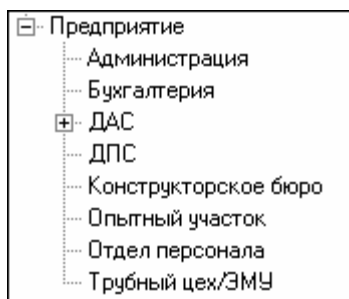 Предприятие
Администрация
Бухгалтерия
ДАС
ДПС
Конструкторское бюро
Опытный участок
Отдел персонала
Трубный цех/ЭМУ